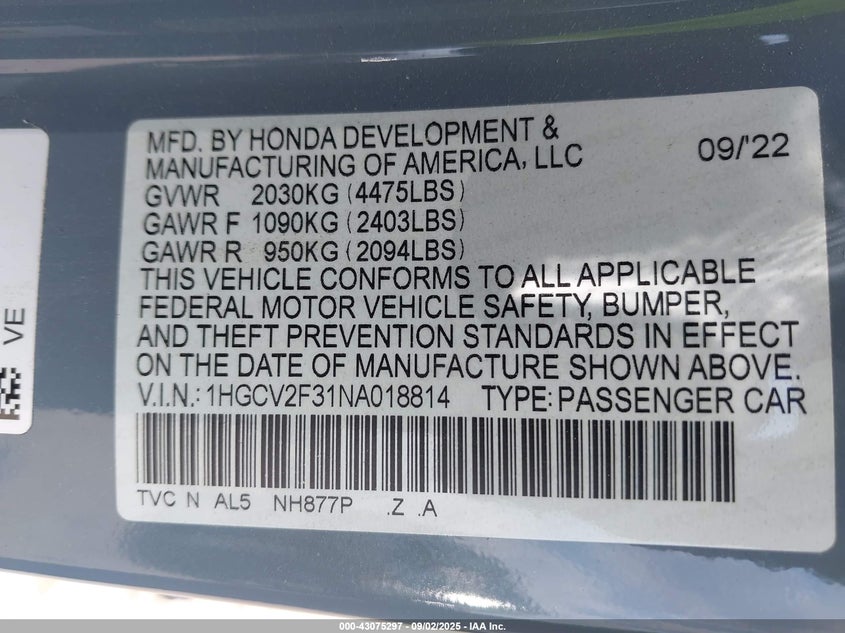 MFD. BY HONDA DEVELOPMENT &
MANUFACTURING OF AMERICA, LLC 09/'22
GVWR 2030KG (4475LBS)
GAWR F 1090KG (2403LBS)
GAWR R 950KG (2094LBS)
THIS VEHICLE CONFORMS TO ALL APPLICABLE
FEDERAL MOTOR VEHICLE SAFETY, BUMPER,
AND THEFT PREVENTION STANDARDS IN EFFECT
ON THE DATE OF MANUFACTURE SHOWN ABOVE.
V.I.N.: 1HGCV2F31NA018814 TYPE: PASSENGER CAR
TVC N AL5 NH877P .Z .A
VE
000-43075297 - 09/02/2025 - IAA Inc.